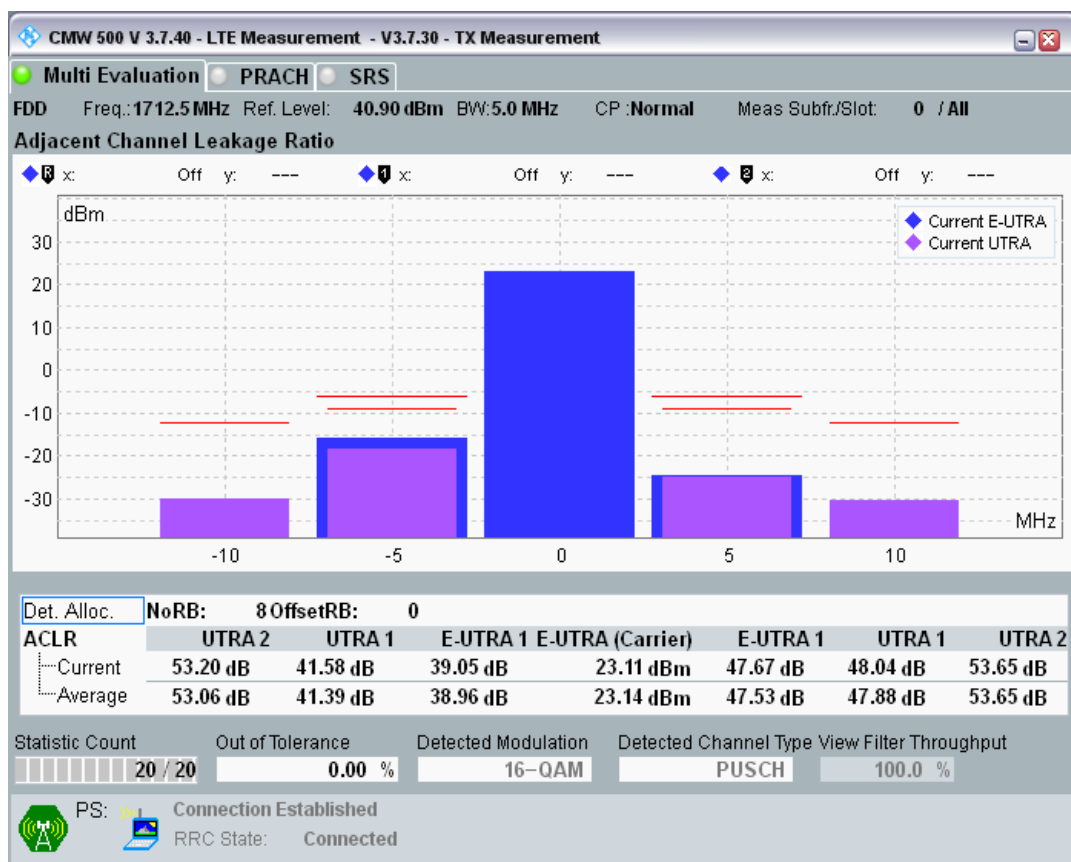 CMW 500 V 3.7.40 - LTE Measurement - V3.7.30 - TX Measurement
Multi Evaluation PRACH SRS
FDD Freq.:1712.5 MHz Ref. Level: 40.90 dBm BW:5.0 MHz CP :Normal Meas Subfr./Slot: 0 / All
Adjacent Channel Leakage Ratio
R x: Off y: --- 1 x: Off y: --- 2 x: Off y: ---
dBm
Current E-UTRA
Current UTRA
30
20
10
0
-10
-20
-30
MHz
-10 -5 0 5 10
Det. Alloc. NoRB: 8 OffsetRB: 0
ACLR UTRA 2 UTRA 1 E-UTRA 1 E-UTRA (Carrier) E-UTRA 1 UTRA 1 UTRA 2
Current 53.20 dB 41.58 dB 39.05 dB 23.11 dBm 47.67 dB 48.04 dB 53.65 dB
Average 53.06 dB 41.39 dB 38.96 dB 23.14 dBm 47.53 dB 47.88 dB 53.65 dB
Statistic Count Out of Tolerance Detected Modulation Detected Channel Type View Filter Throughput
20 / 20 0.00 % 16-QAM PUSCH 100.0 %
PS: Connection Established
RRC State: Connected